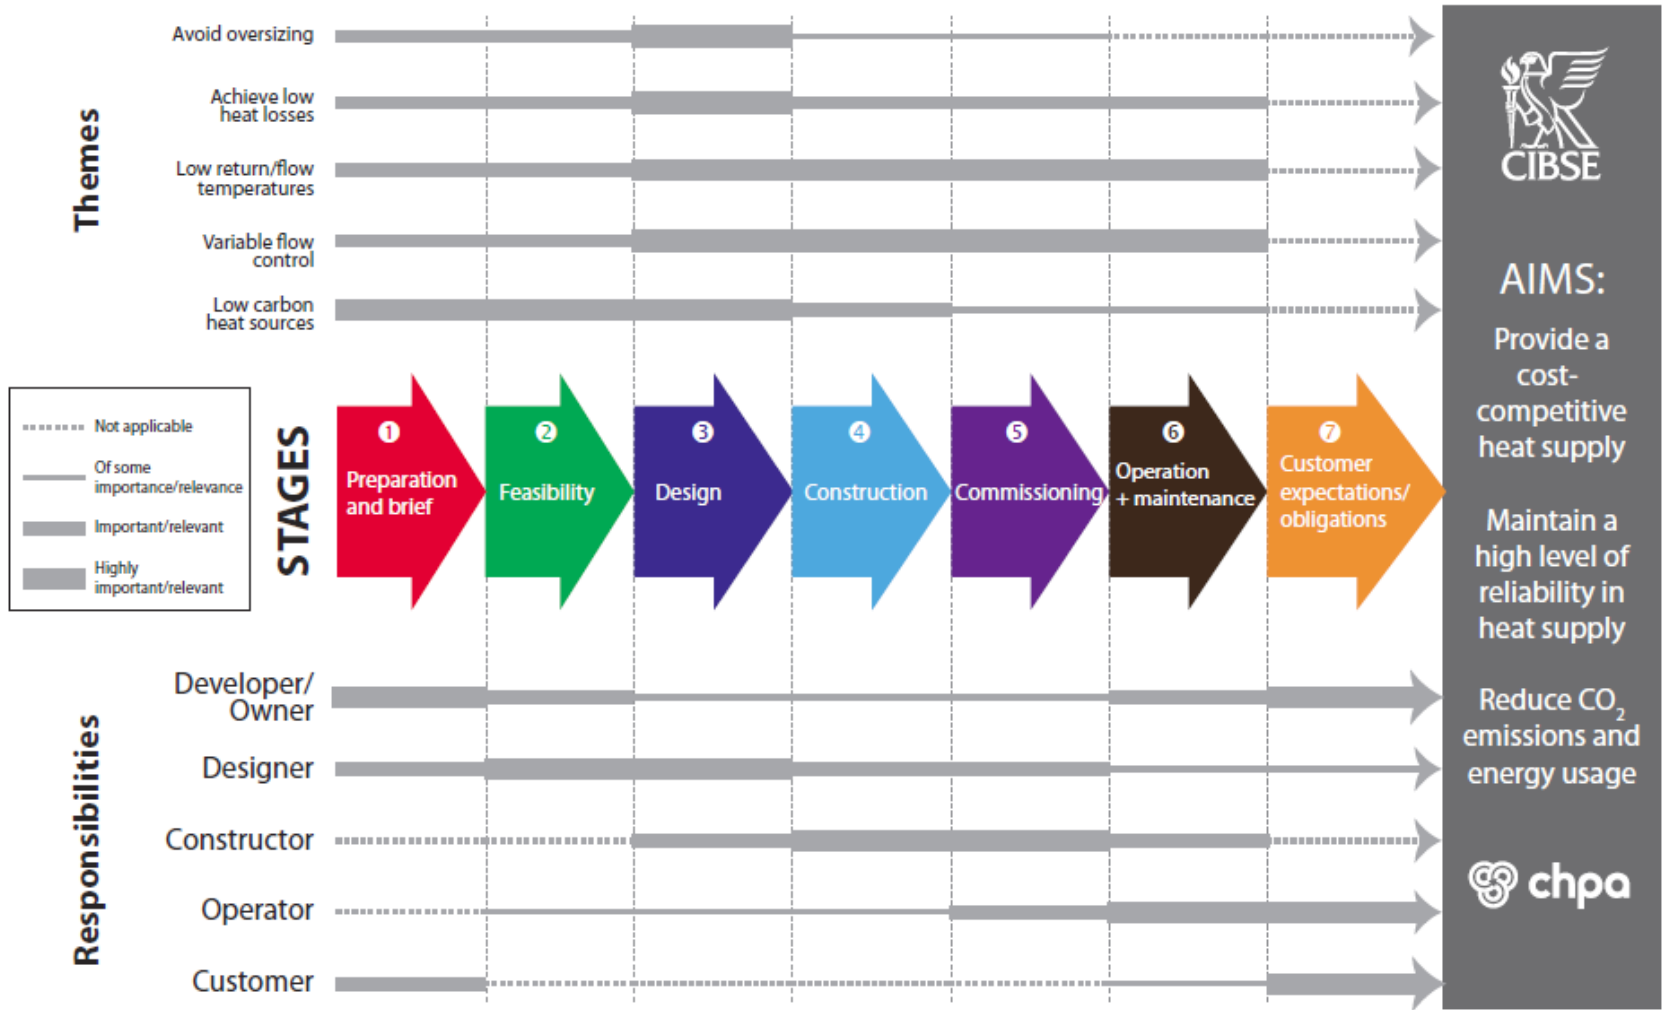 Themes
Avoid oversizing
Achieve low
heat losses
Low return/flow
temperatures
Variable flow
control
Low carbon
heat sources
Not applicable
Of some
importance/relevance
Important/relevant
Highly
important/relevant
STAGES
1
Preparation
and brief
2
Feasibility
3
Design
4
Construction
5
Commissioning
6
Operation
+ maintenance
7
Customer
expectations/
obligations
Responsibilities
Developer/
Owner
Designer
Constructor
Operator
Customer
CIBSE
AIMS:
Provide a
cost-
competitive
heat supply
Maintain a
high level of
reliability in
heat supply
Reduce CO₂
emissions and
energy usage
chpa